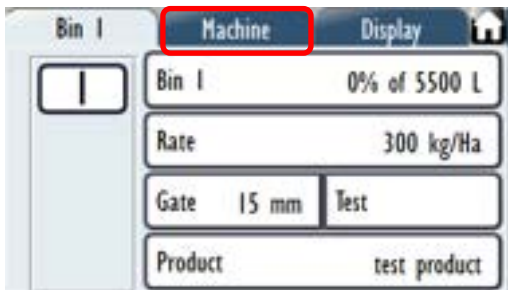 Bin 1 Machine Display
1
Bin 1 0% of 5500 L
Rate 300 kg/Ha
Gate 15 mm Test
Product test product